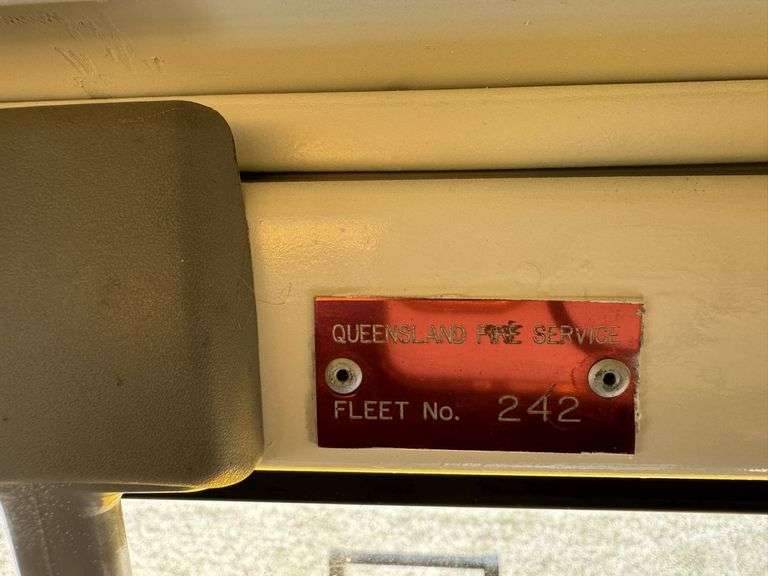 QUEENSLAND FIRE SERVICE
FLEET No. 242